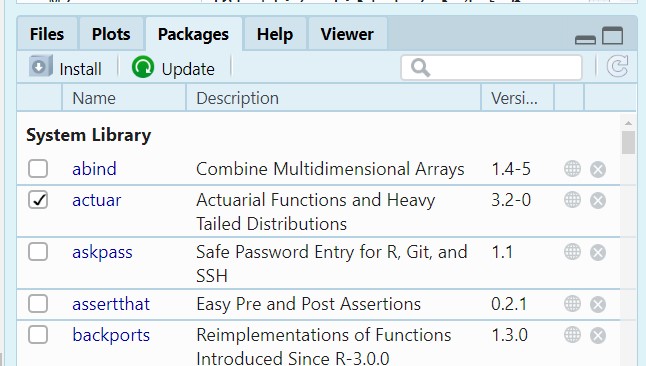 Files Plots Packages Help Viewer
Install Update
Name Description Versi...
System Library
abind Combine Multidimensional Arrays 1.4-5
actuar Actuarial Functions and Heavy 3.2-0
Tailed Distributions
askpass Safe Password Entry for R, Git, and 1.1
SSH
assertthat Easy Pre and Post Assertions 0.2.1
backports Reimplementations of Functions 1.3.0
Introduced Since R-3.0.0